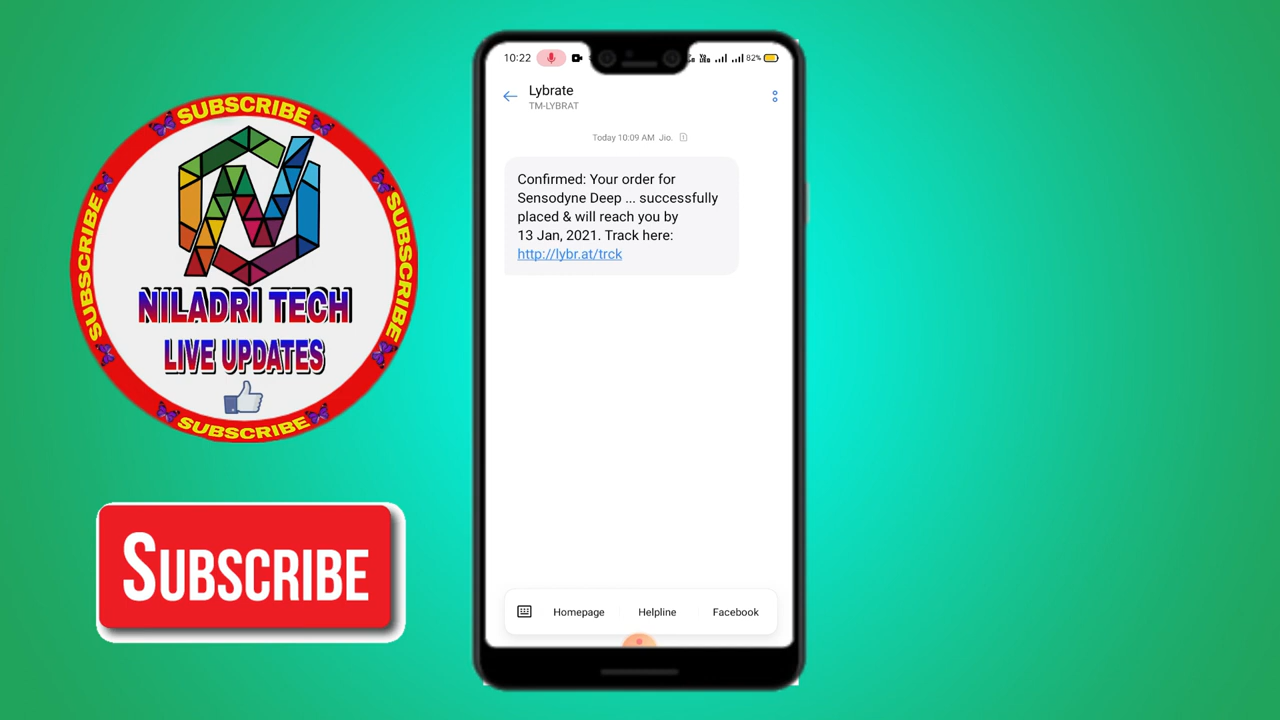 SUBSCRIBE
SUBSCRIBE
SUBSCRIBE
NILADRI TECH
LIVE UPDATES
SUBSCRIBE
SUBSCRIBE
10:22
82%
Lybrate
TM-LYBRAT
Today 10:09 AM Jio.
Confirmed: Your order for
Sensodyne Deep ... successfully
placed & will reach you by
13 Jan, 2021. Track here:
http://lybr.at/trck
Homepage
Helpline
Facebook